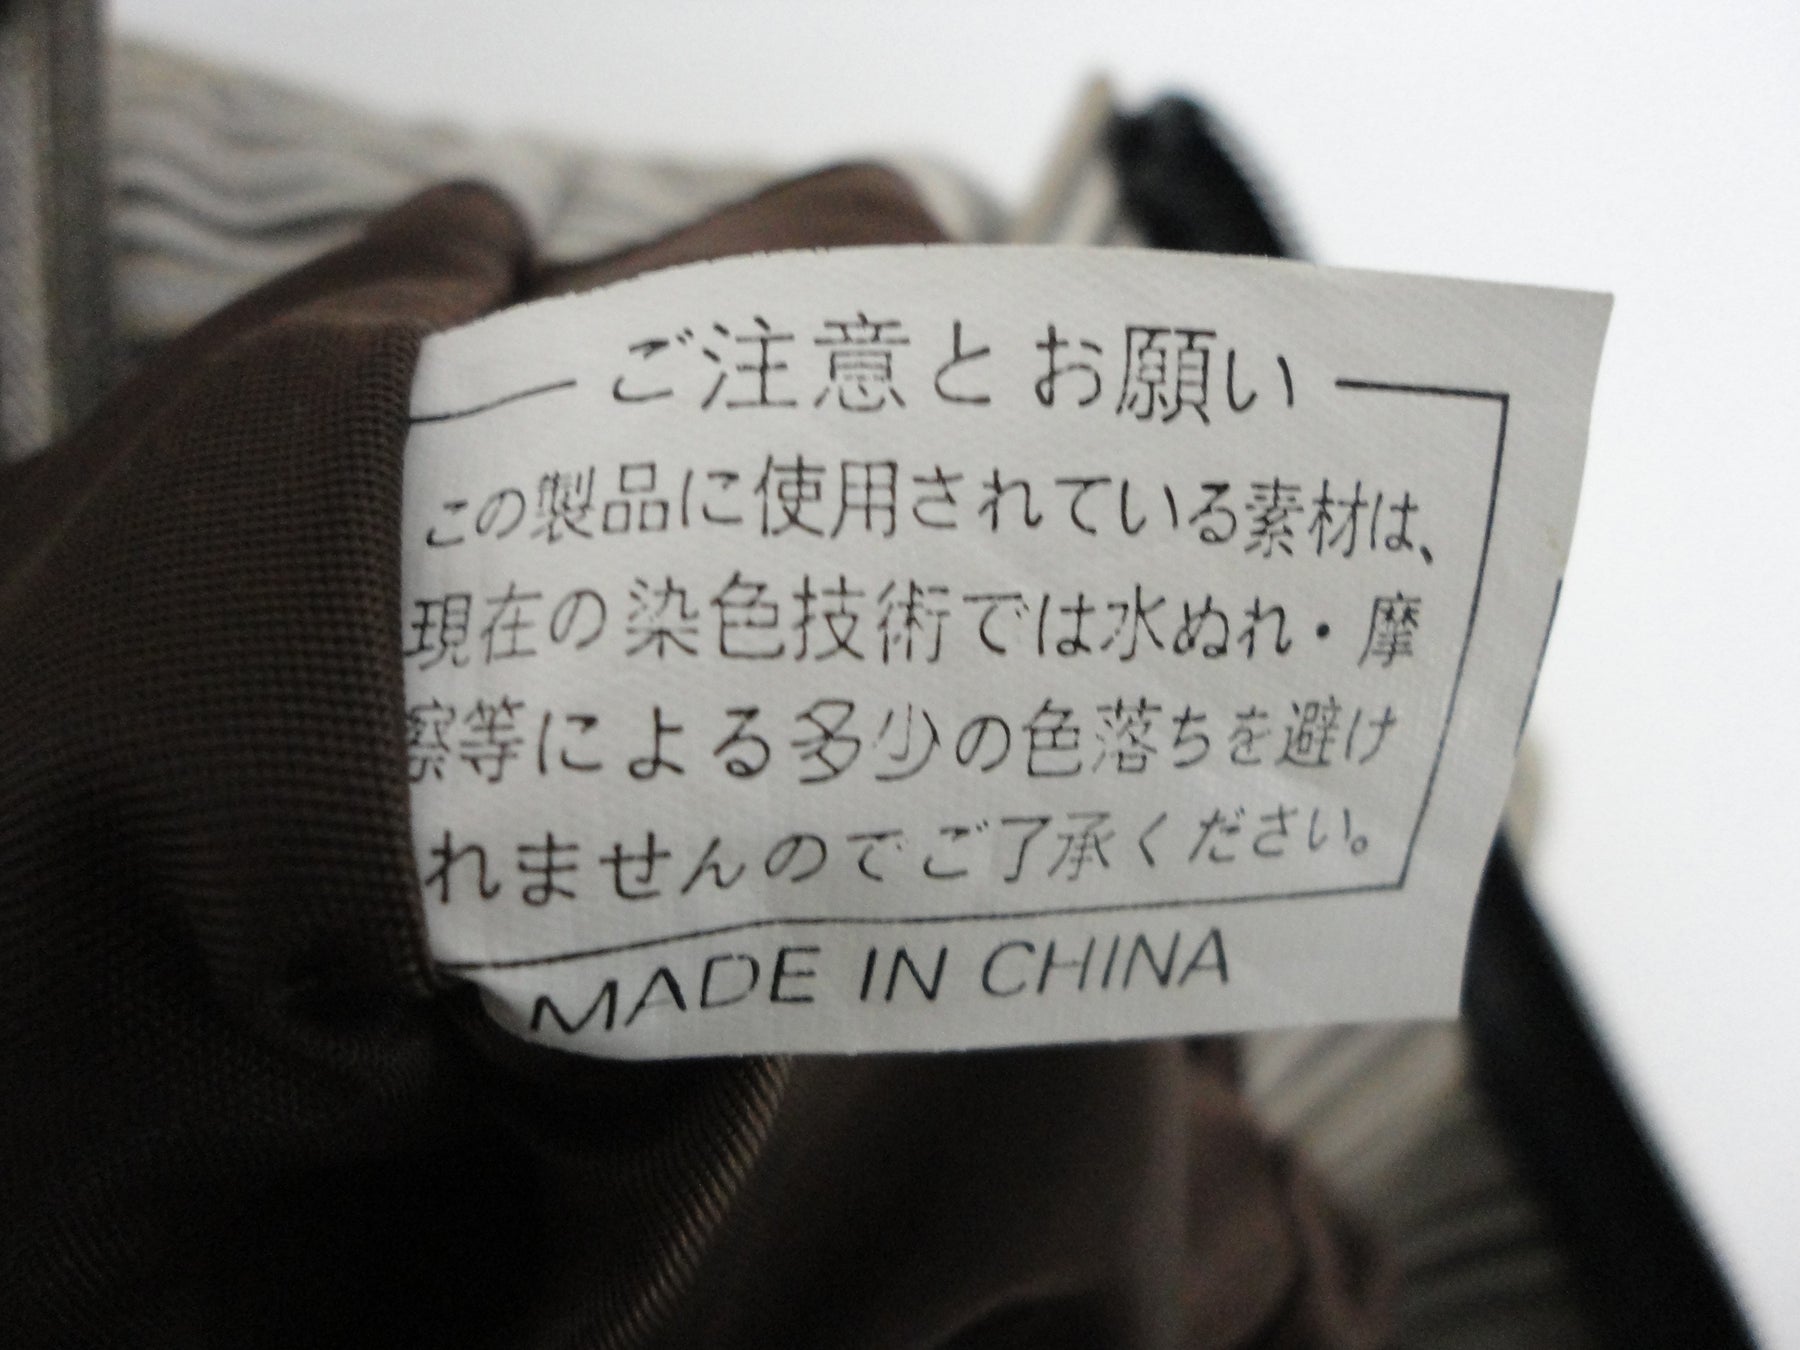 ご注意とお願い
この製品に使用されている素材は、
現在の染色技術では水ぬれ・摩
擦等による多少の色落ちを避け
れませんのでご了承ください。
MADE IN CHINA